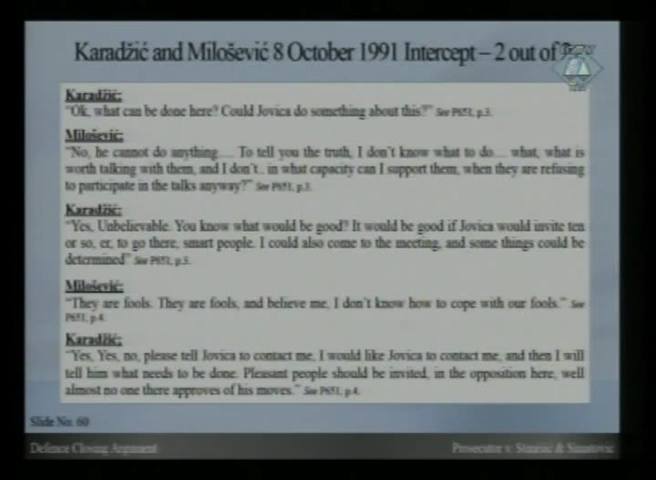 Karadžić and Milošević 8 October 1991 Intercept – 2 out of
Karadžić:
"Ok, what can be done here? Could Jovica do something about this?" See P651, p.3.
Milošević:
"No, he cannot do anything.... To tell you the truth, I don't know what to do... what, what is
worth talking with them, and I don't.. in what capacity can I support them, when they are refusing
to participate in the talks anyway?" See P651, p.3.
Karadžić:
"Yes, Unbelievable. You know what would be good? It would be good if Jovica would invite ten
or so, er, to go there, smart people. I could also come to the meeting, and some things could be
determined" See P651, p.3.
Milošević:
"They are fools. They are fools, and believe me, I don't know how to cope with our fools." See
P651, p.4.
Karadžić:
"Yes, Yes, no, please tell Jovica to contact me, I would like Jovica to contact me, and then I will
tell him what needs to be done. Pleasant people should be invited, in the opposition here, well
almost no one there approves of his moves." See P651, p.4.
Slide No. 60
Defence Closing Argument
Prosecutor v. Stanišić & Simatović